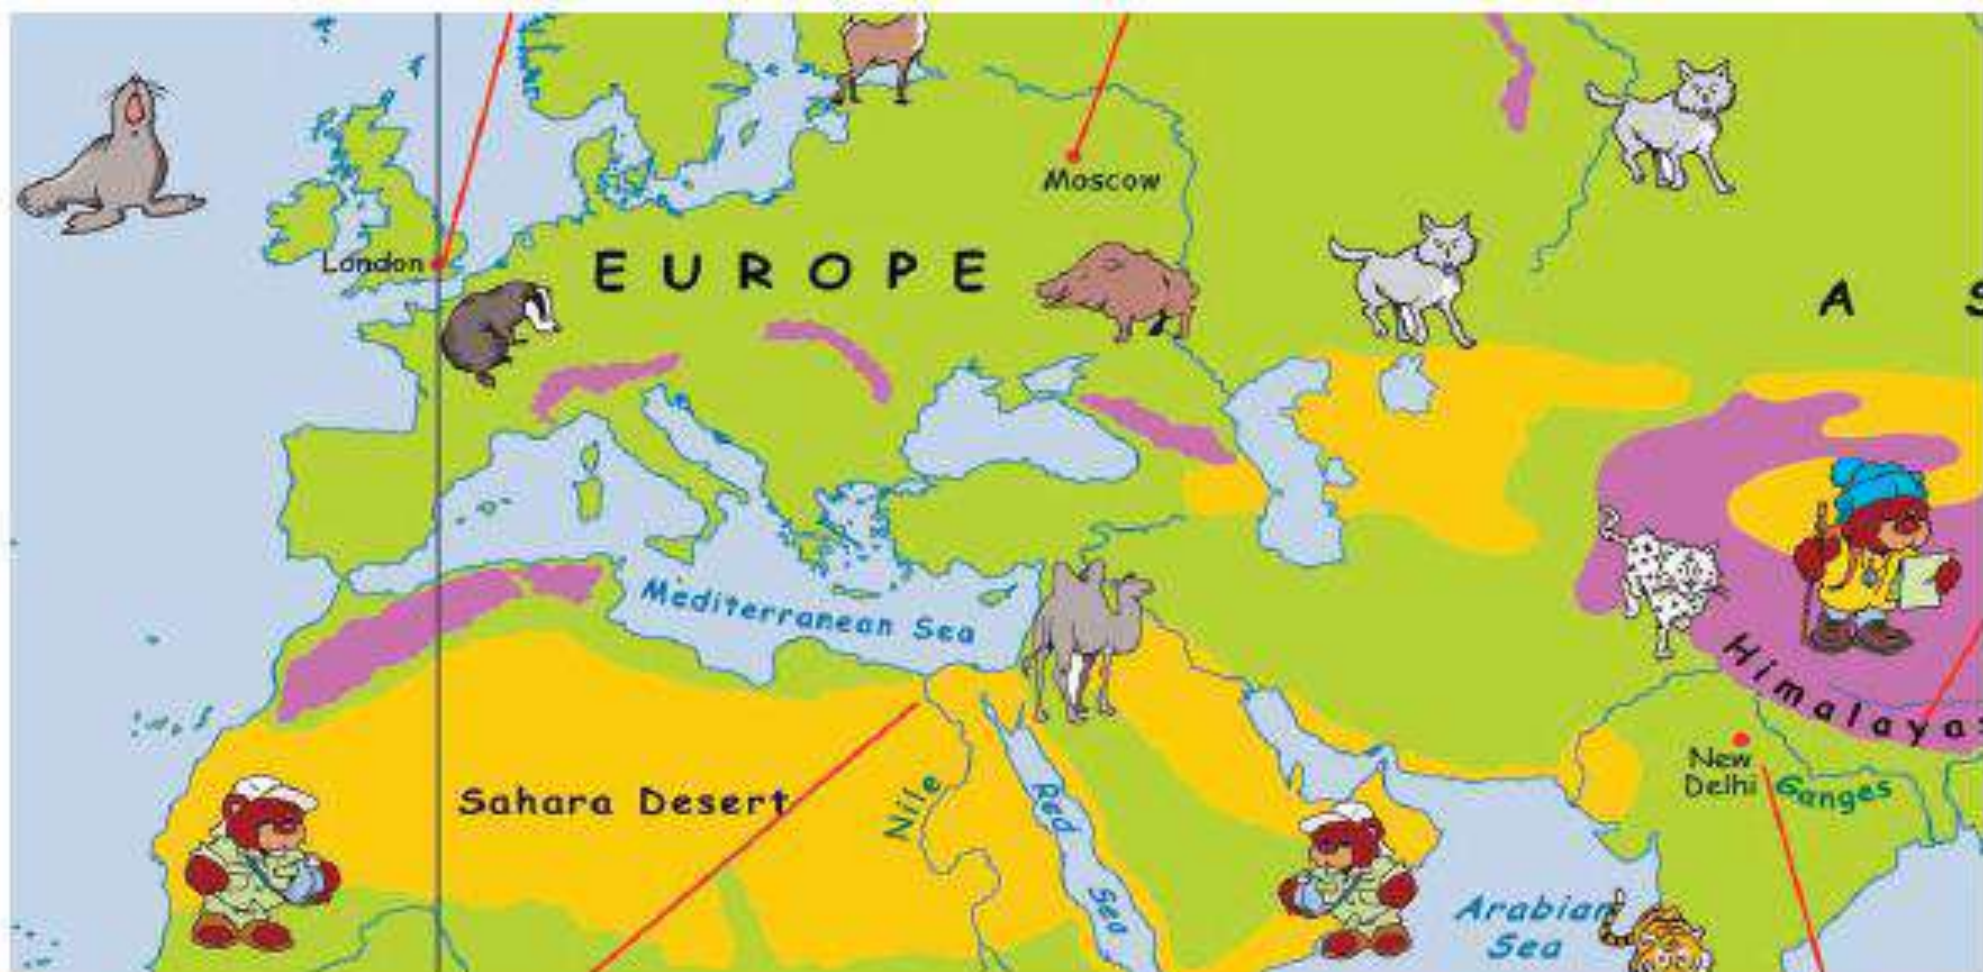 Moscow
London
EUROPE
A S
Mediterranean Sea
Himalayas
New
Delhi
Ganges
Sahara Desert
Nile
Red
Sea
Arabian
Sea